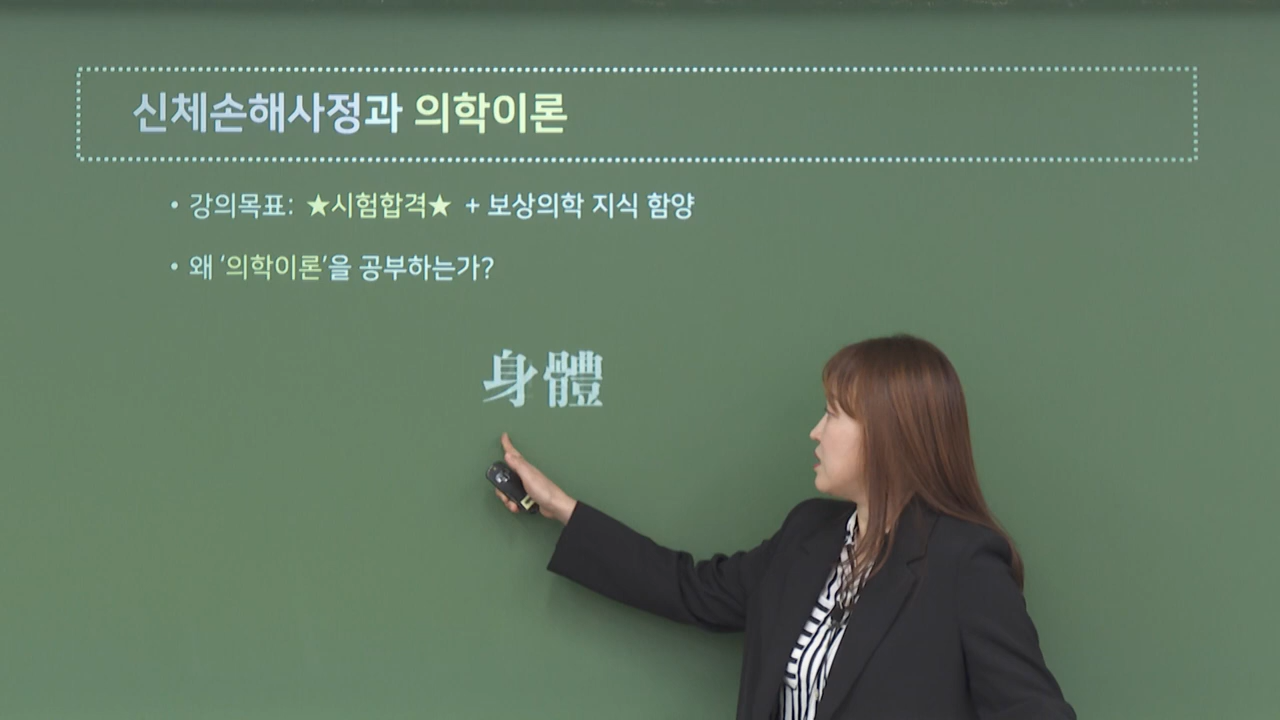 신체손해사정과 의학이론
• 강의목표: ★시험합격★ + 보상의학 지식 함양
• 왜 ‘의학이론’을 공부하는가?
身體